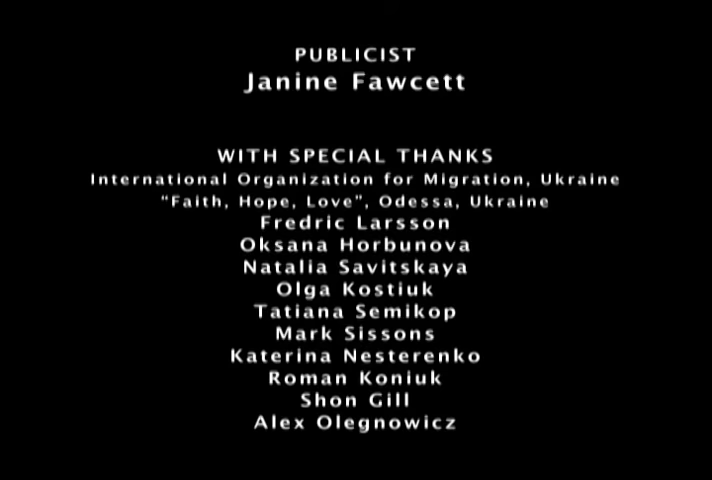 PUBLICIST
Janine Fawcett
WITH SPECIAL THANKS
International Organization for Migration, Ukraine
"Faith, Hope, Love", Odessa, Ukraine
Fredric Larsson
Oksana Horbunova
Natalia Savitskaya
Olga Kostiuk
Tatiana Semikop
Mark Sissons
Katerina Nesterenko
Roman Koniuk
Shon Gill
Alex Olegnowicz